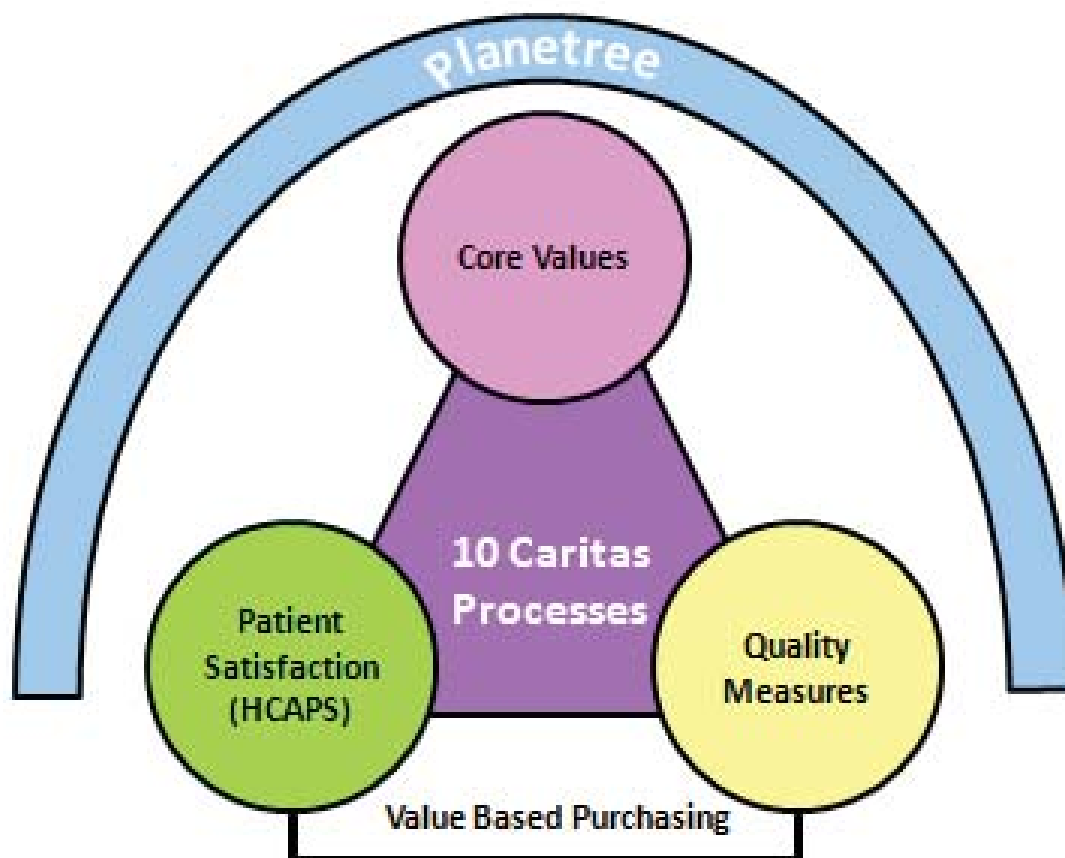 Planetree
Core Values
10 Caritas
Processes
Patient
Satisfaction
(HCAPS)
Quality
Measures
Value Based Purchasing